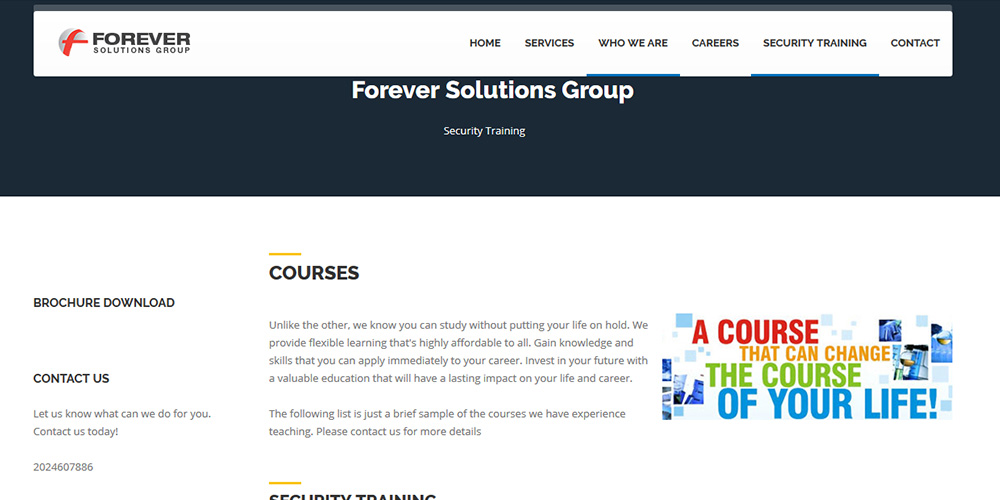 FOREVER
SOLUTIONS GROUP
HOME SERVICES WHO WE ARE CAREERS SECURITY TRAINING CONTACT
Forever Solutions Group
Security Training
BROCHURE DOWNLOAD
CONTACT US
Let us know what can we do for you.
Contact us today!
2024607886
COURSES
Unlike the other, we know you can study without putting your life on hold. We
provide flexible learning that's highly affordable to all. Gain knowledge and
skills that you can apply immediately to your career. Invest in your future with
a valuable education that will have a lasting impact on your life and career.
The following list is just a brief sample of the courses we have experience
teaching. Please contact us for more details
A COURSE
THAT CAN CHANGE
THE COURSE
OF YOUR LIFE!
SECURITY TRAINING